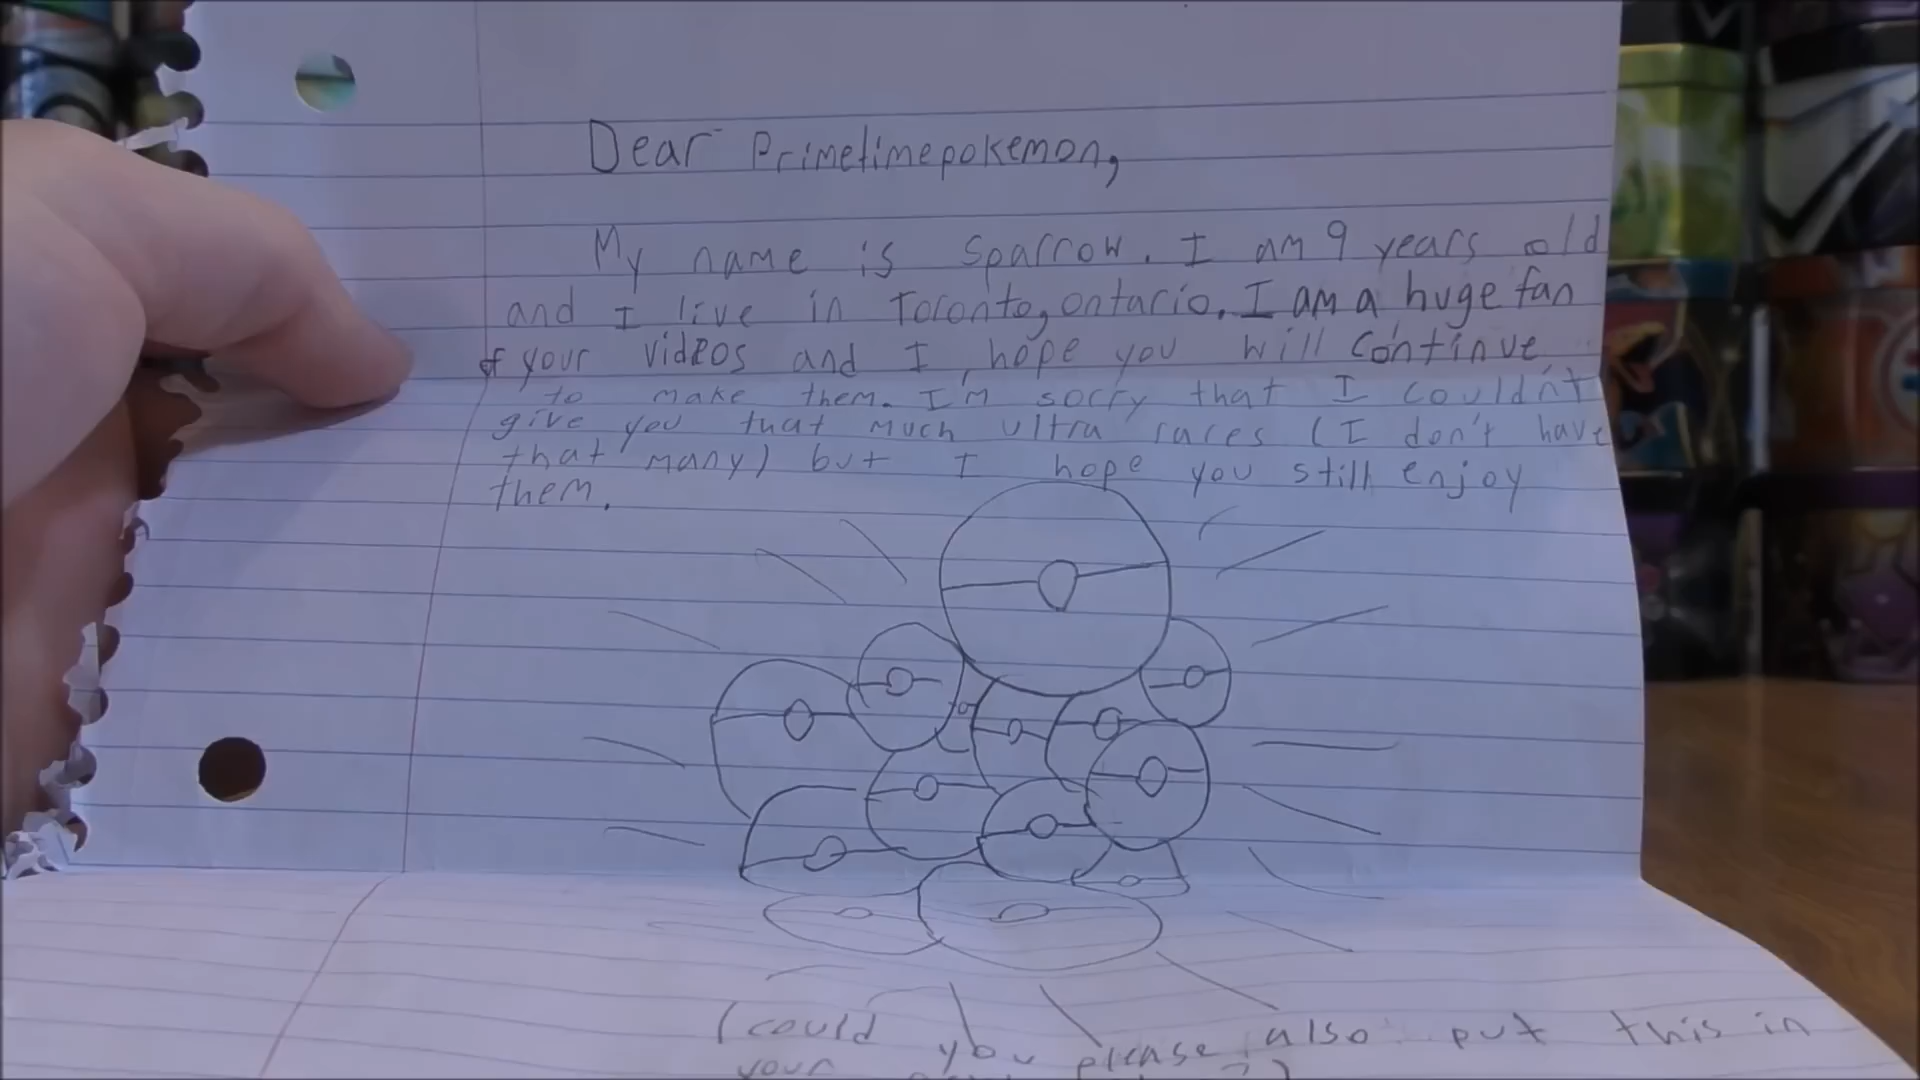 Dear Primetimepokemon,
My name is Sparrow. I am 9 years old
and I live in Toronto, ontario. I am a huge fan
of your videos and I hope you will continue
to make them. I'm sorry that I couldn't
give you that much ultra rares (I don't have
that many) but I hope you still enjoy
them.
(could you please also put this in
your